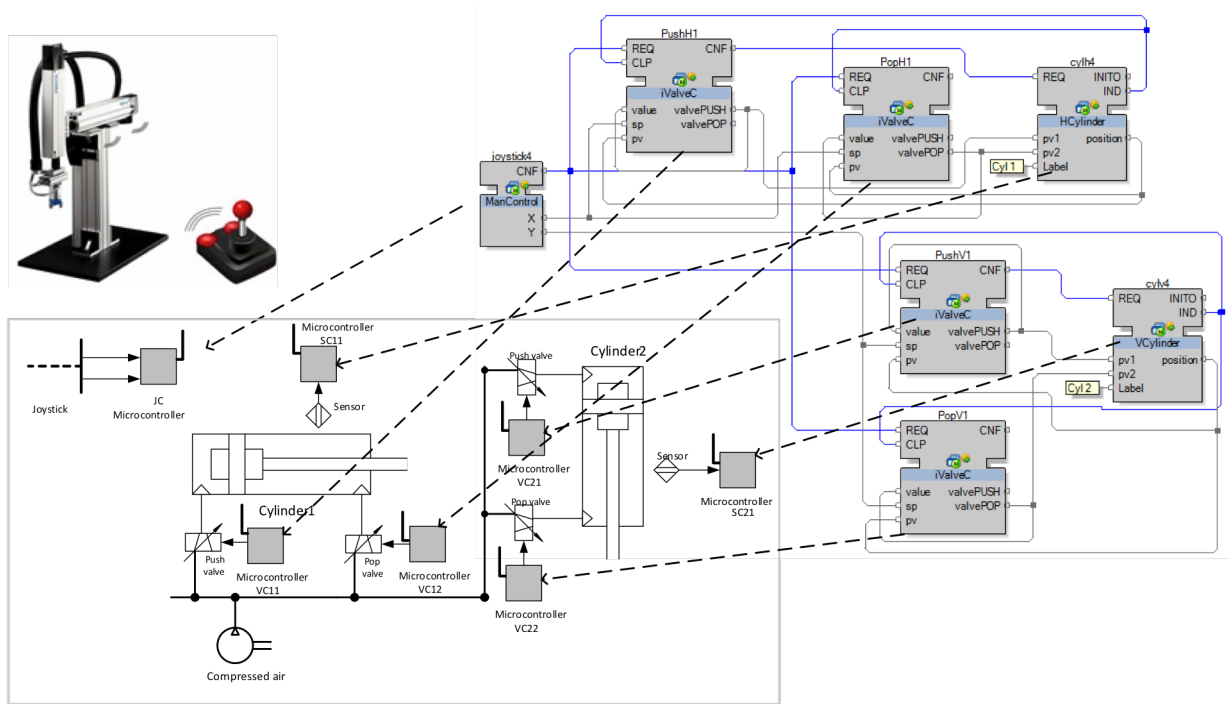 PushH1
REQ CNF
CLP
iValveC
value valvePUSH
sp valvePOP
pv
PopH1
REQ CNF
CLP
iValveC
value valvePUSH
sp valvePOP
pv
cylh4
REQ INITO
IND
HCylinder
pv1 position
pv2
Label
Cyl 1
joystick4
CNF
ManControl
X
Y
PushV1
REQ CNF
CLP
iValveC
value valvePUSH
sp valvePOP
pv
cylv4
REQ INITO
IND
VCylinder
pv1 position
pv2
Label
Cyl 2
PopV1
REQ CNF
CLP
iValveC
value valvePUSH
sp valvePOP
pv
Joystick
JC
Microcontroller
Microcontroller
SC11
Sensor
Push valve
Cylinder2
Microcontroller
VC21
Sensor
Microcontroller
SC21
Pop valve
Cylinder1
Push
valve
Microcontroller
VC11
Pop
valve
Microcontroller
VC12
Microcontroller
VC22
Compressed air